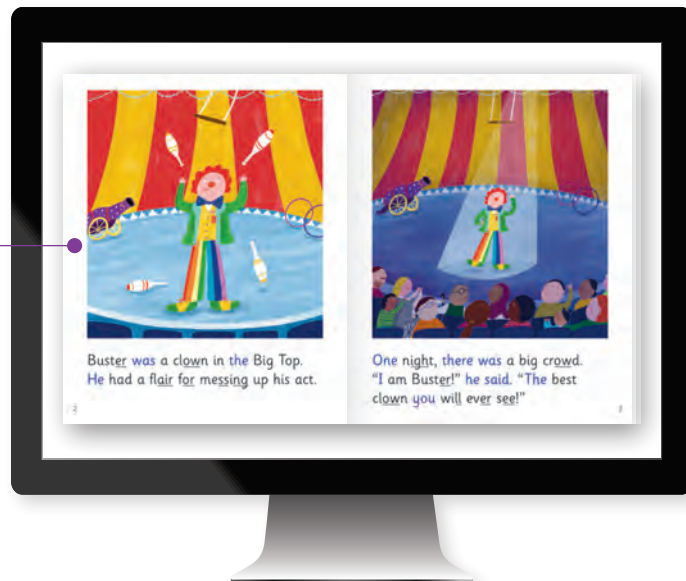 Buster was a clown in the Big Top.
He had a flair for messing up his act.
2
One night, there was a big crowd.
"I am Buster!" he said. "The best
clown you will ever see!"
3